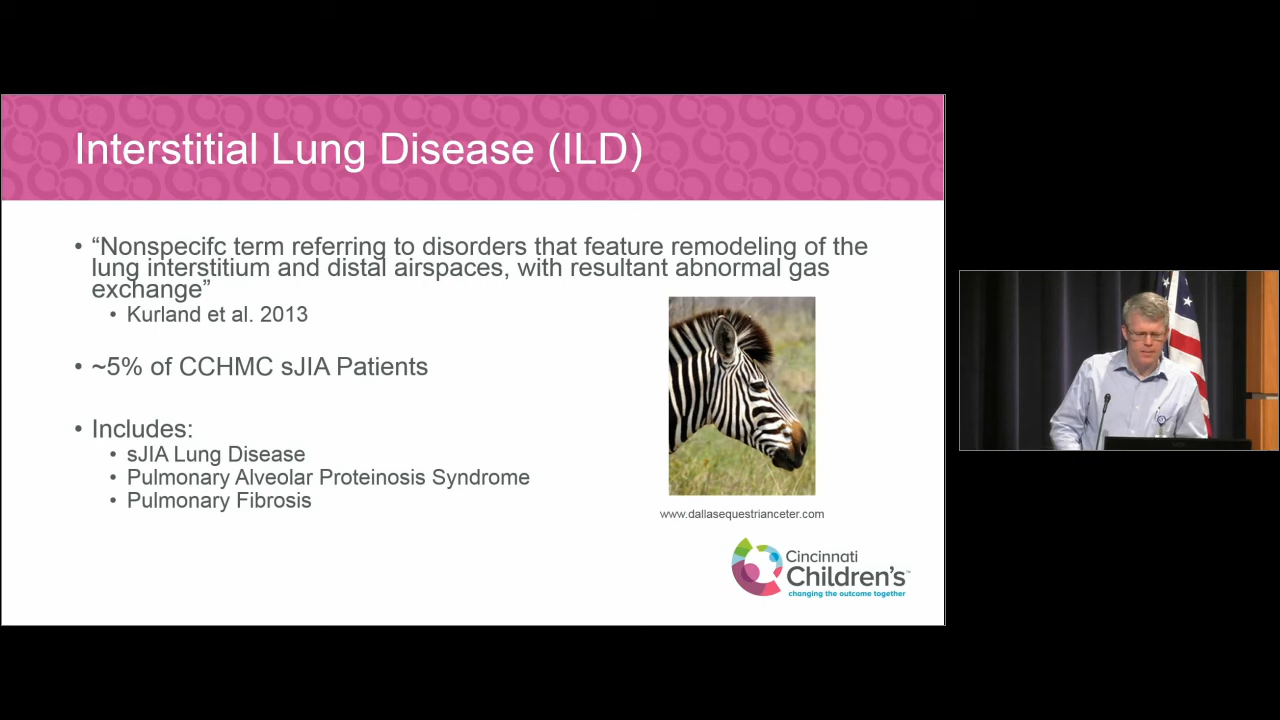 Interstitial Lung Disease (ILD)
• “Nonspecifc term referring to disorders that feature remodeling of the
lung interstitium and distal airspaces, with resultant abnormal gas
exchange”
• Kurland et al. 2013
• ~5% of CCHMC sJIA Patients
• Includes:
• sJIA Lung Disease
• Pulmonary Alveolar Proteinosis Syndrome
• Pulmonary Fibrosis
www.dallasequestrianceter.com
Cincinnati
Children’s™
changing the outcome together